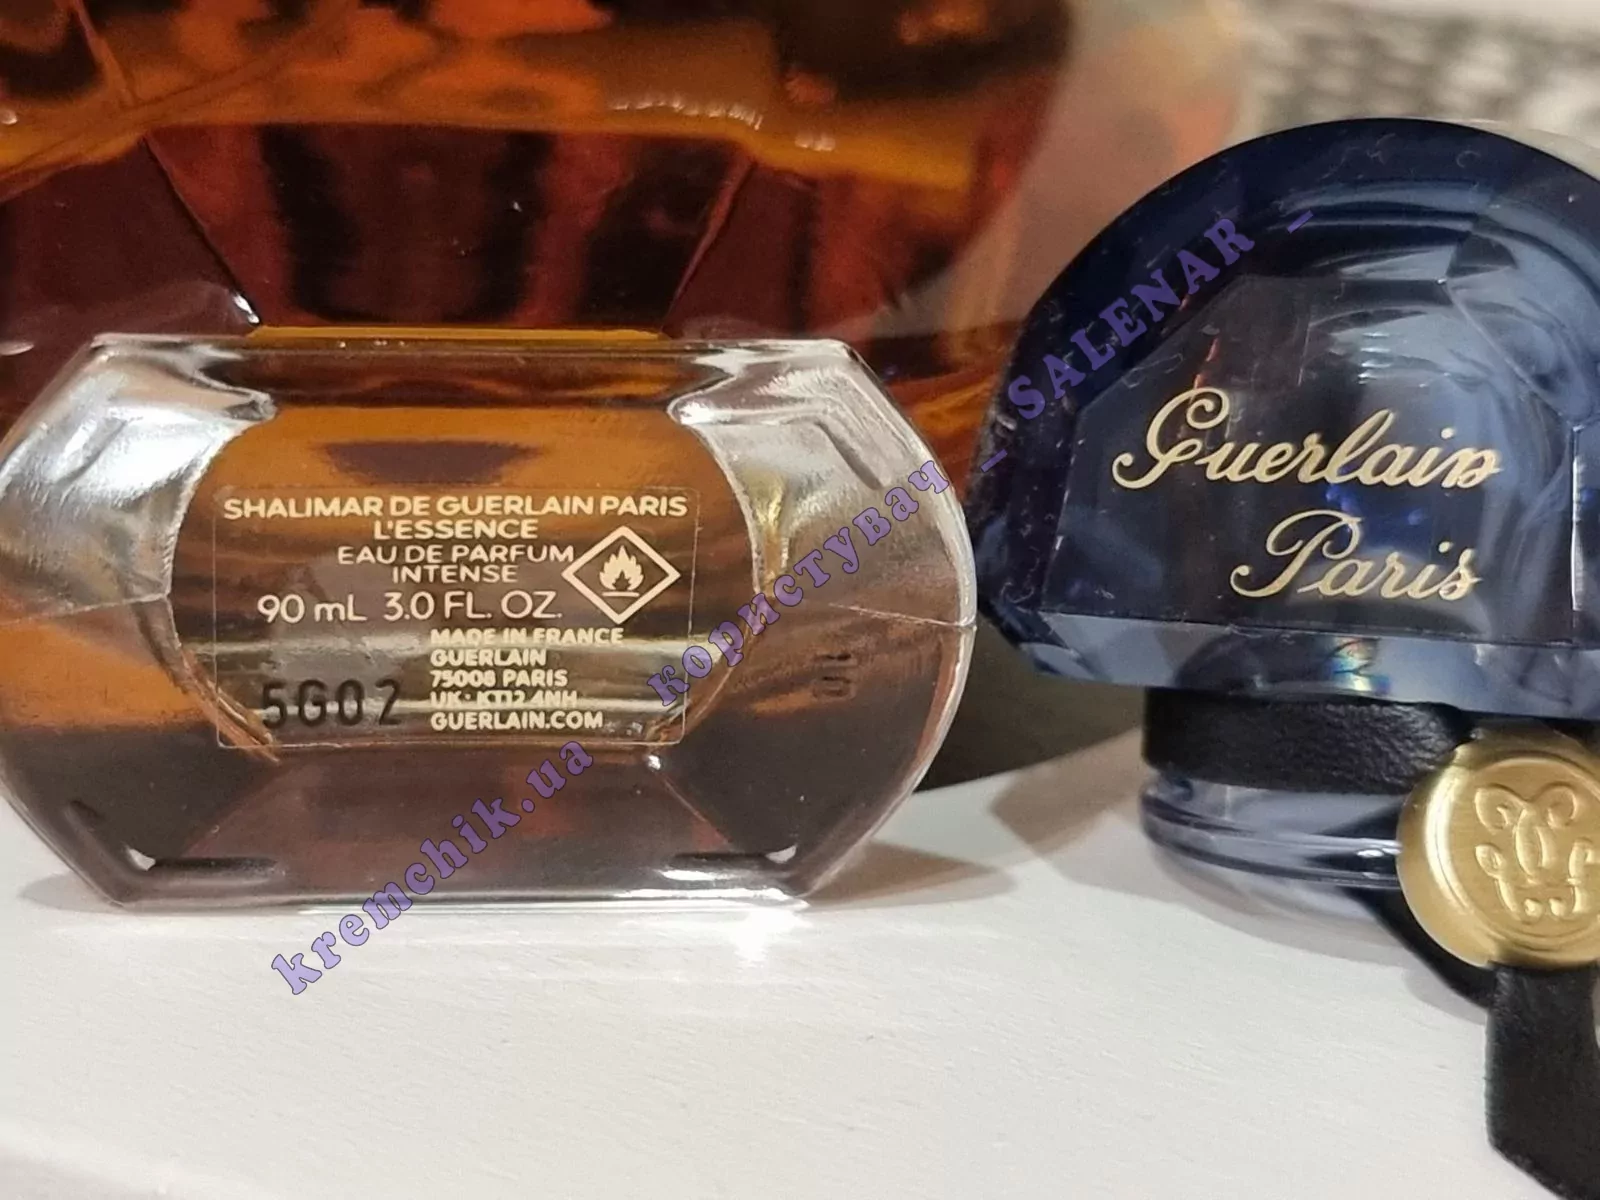 SHALIMAR DE GUERLAIN PARIS
L'ESSENCE
EAU DE PARFUM
INTENSE
90 mL 3.0 FL. OZ.
MADE IN FRANCE
GUERLAIN
75008 PARIS
UK: KT12 4NH
GUERLAIN.COM
5G02
Guerlain
Paris
kremchik.ua користувач _ SALENAR _